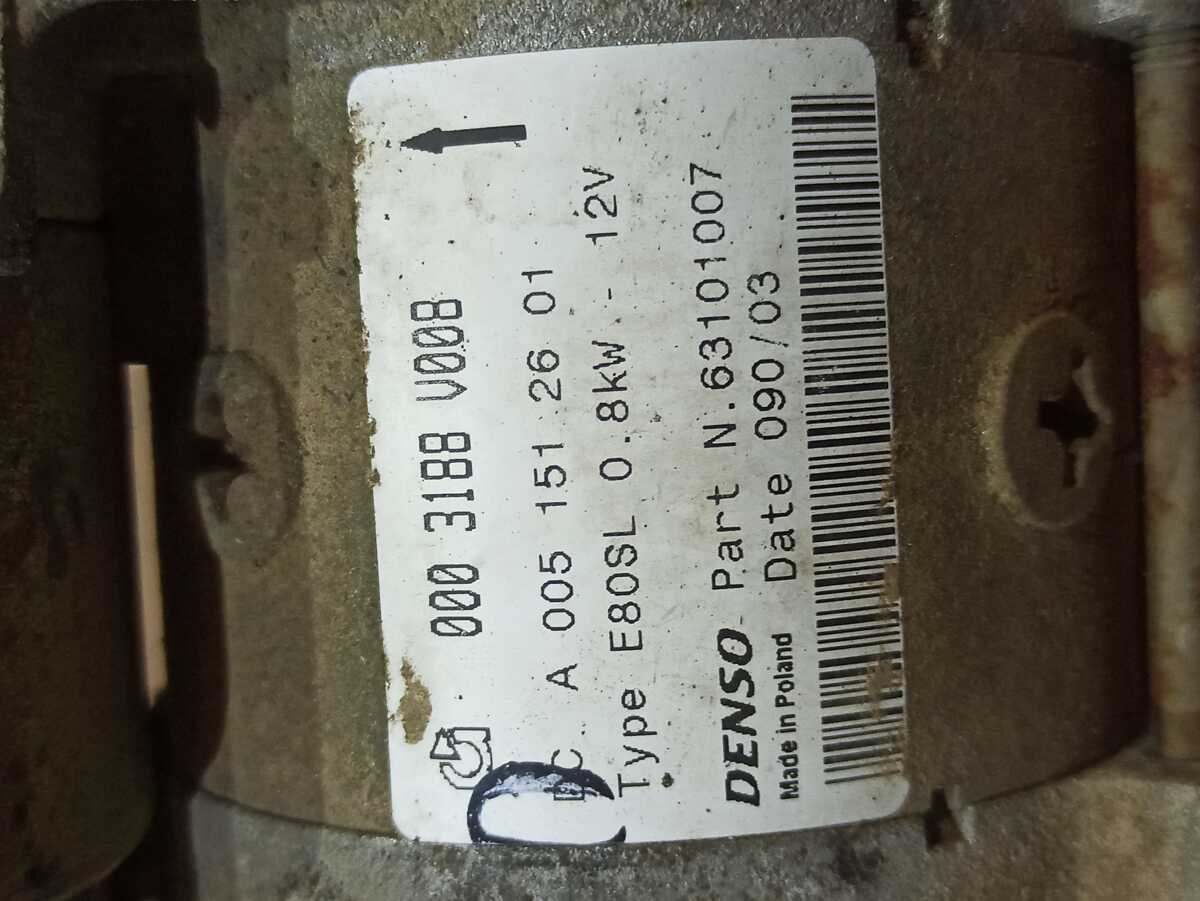 000 3188 V008
A 005 151 26 01
Type E80SL 0.8kW - 12V
DENSO Part N.63101007
Made in Poland Date 090/03